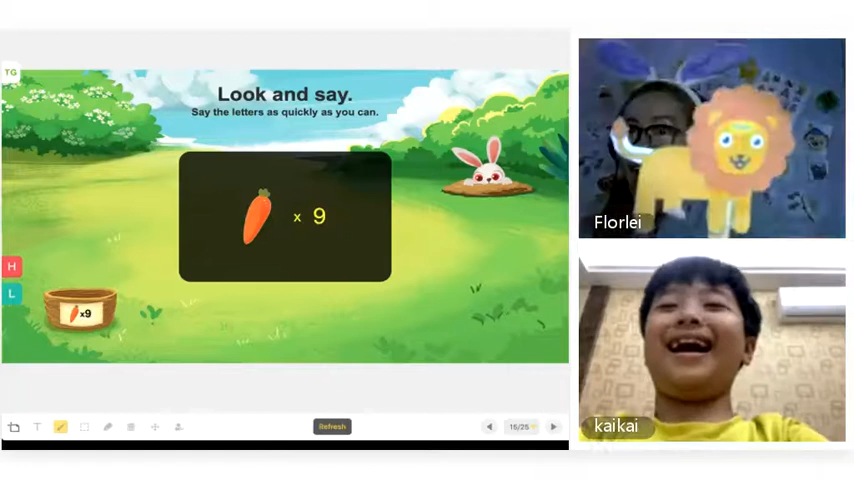 TG
Look and say.
Say the letters as quickly as you can.
x 9
H
L
x9
T
Refresh
15/25
Florlei
kaikai